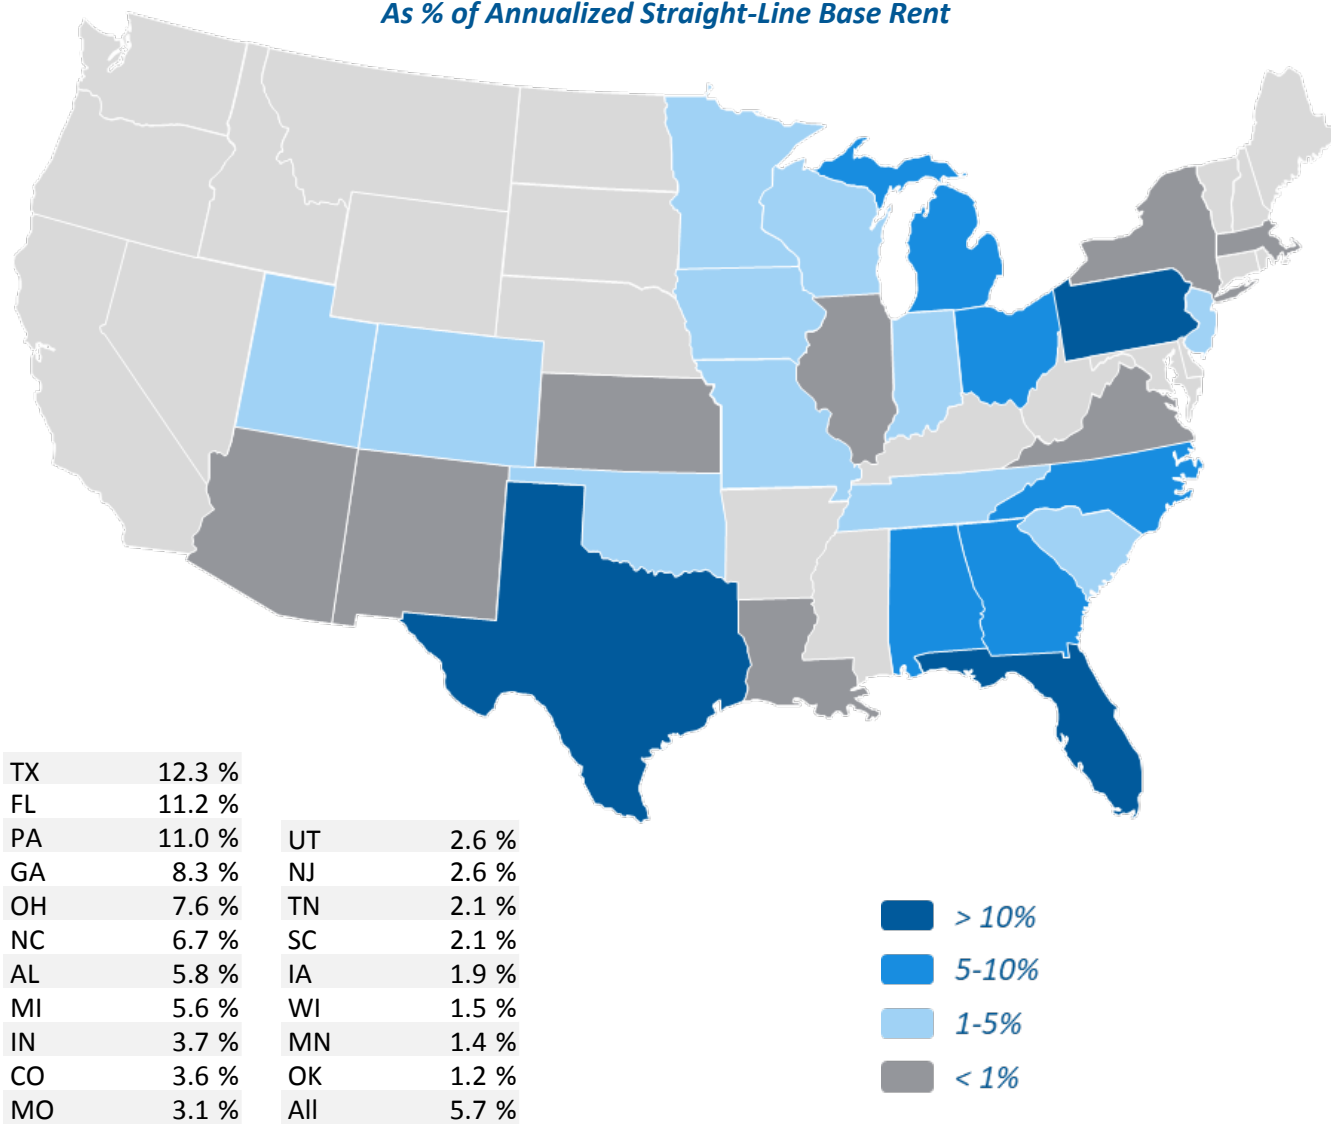 As % of Annualized Straight-Line Base Rent
TX 12.3 %
FL 11.2 %
PA 11.0 %
GA 8.3 %
OH 7.6 %
NC 6.7 %
AL 5.8 %
MI 5.6 %
IN 3.7 %
CO 3.6 %
MO 3.1 %
UT 2.6 %
NJ 2.6 %
TN 2.1 %
SC 2.1 %
IA 1.9 %
WI 1.5 %
MN 1.4 %
OK 1.2 %
All 5.7 %
> 10%
5-10%
1-5%
< 1%